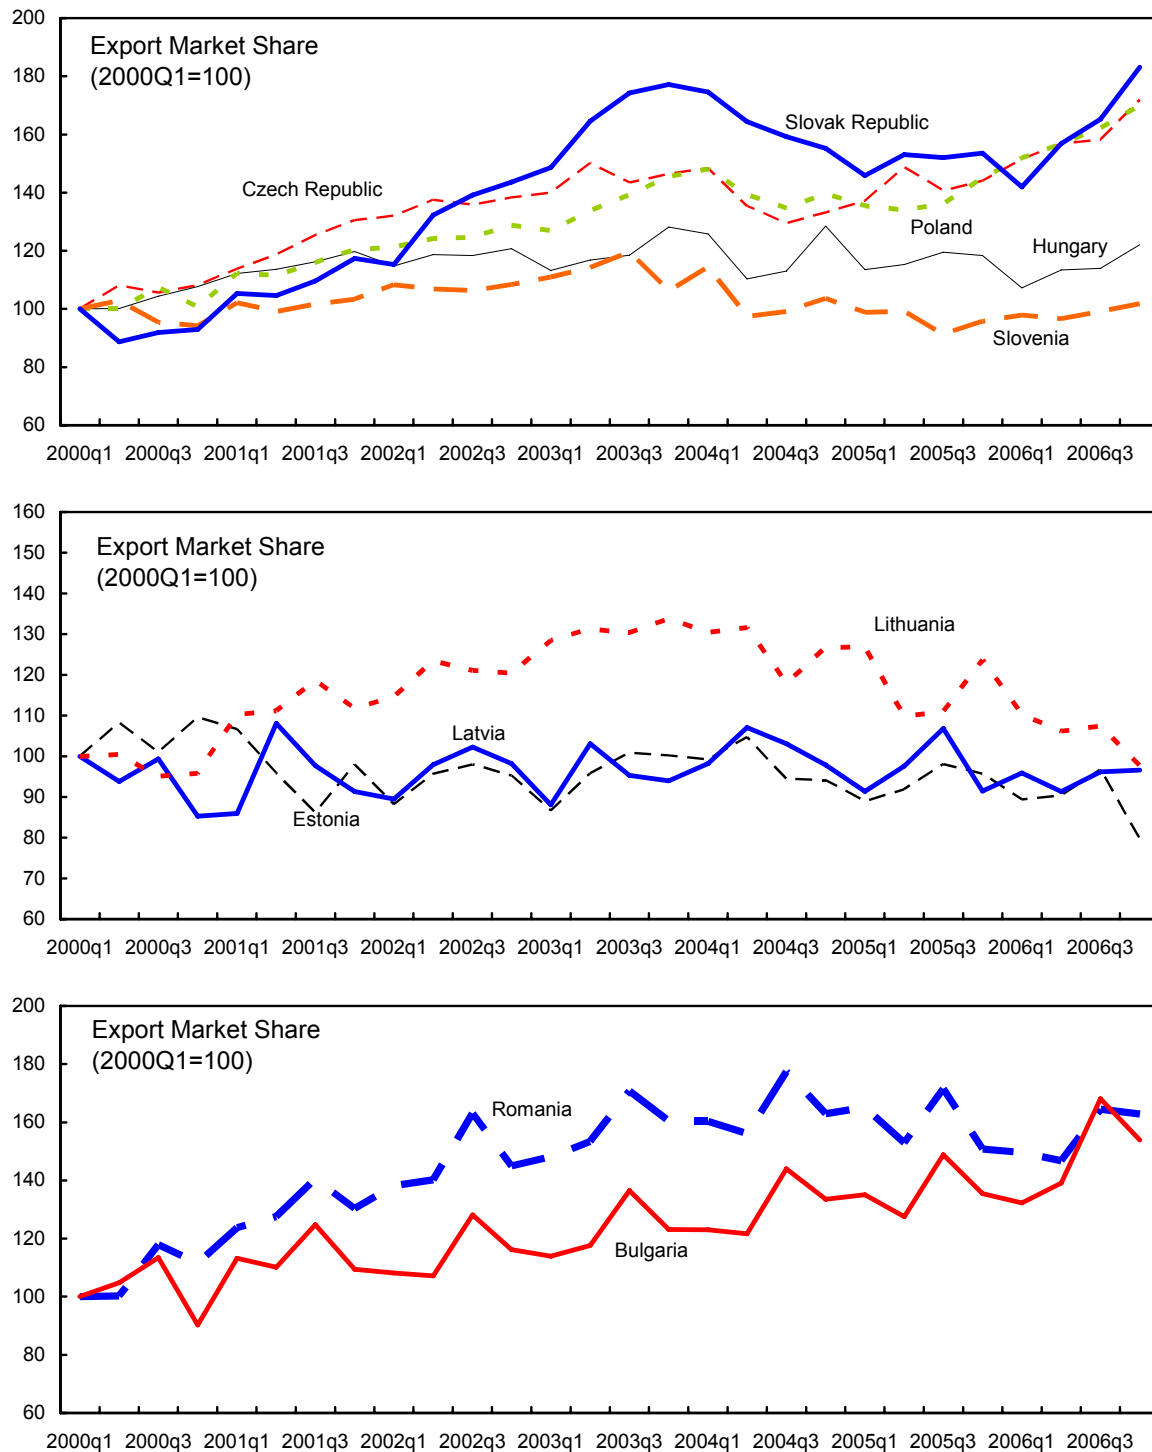 200
180
160
140
120
100
80
60
Export Market Share
(2000Q1=100)
Slovak Republic
Czech Republic
Poland
Hungary
Slovenia
2000q1 2000q3 2001q1 2001q3 2002q1 2002q3 2003q1 2003q3 2004q1 2004q3 2005q1 2005q3 2006q1 2006q3
160
150
140
130
120
110
100
90
80
70
60
Export Market Share
(2000Q1=100)
Lithuania
Latvia
Estonia
2000q1 2000q3 2001q1 2001q3 2002q1 2002q3 2003q1 2003q3 2004q1 2004q3 2005q1 2005q3 2006q1 2006q3
200
180
160
140
120
100
80
60
Export Market Share
(2000Q1=100)
Romania
Bulgaria
2000q1 2000q3 2001q1 2001q3 2002q1 2002q3 2003q1 2003q3 2004q1 2004q3 2005q1 2005q3 2006q1 2006q3